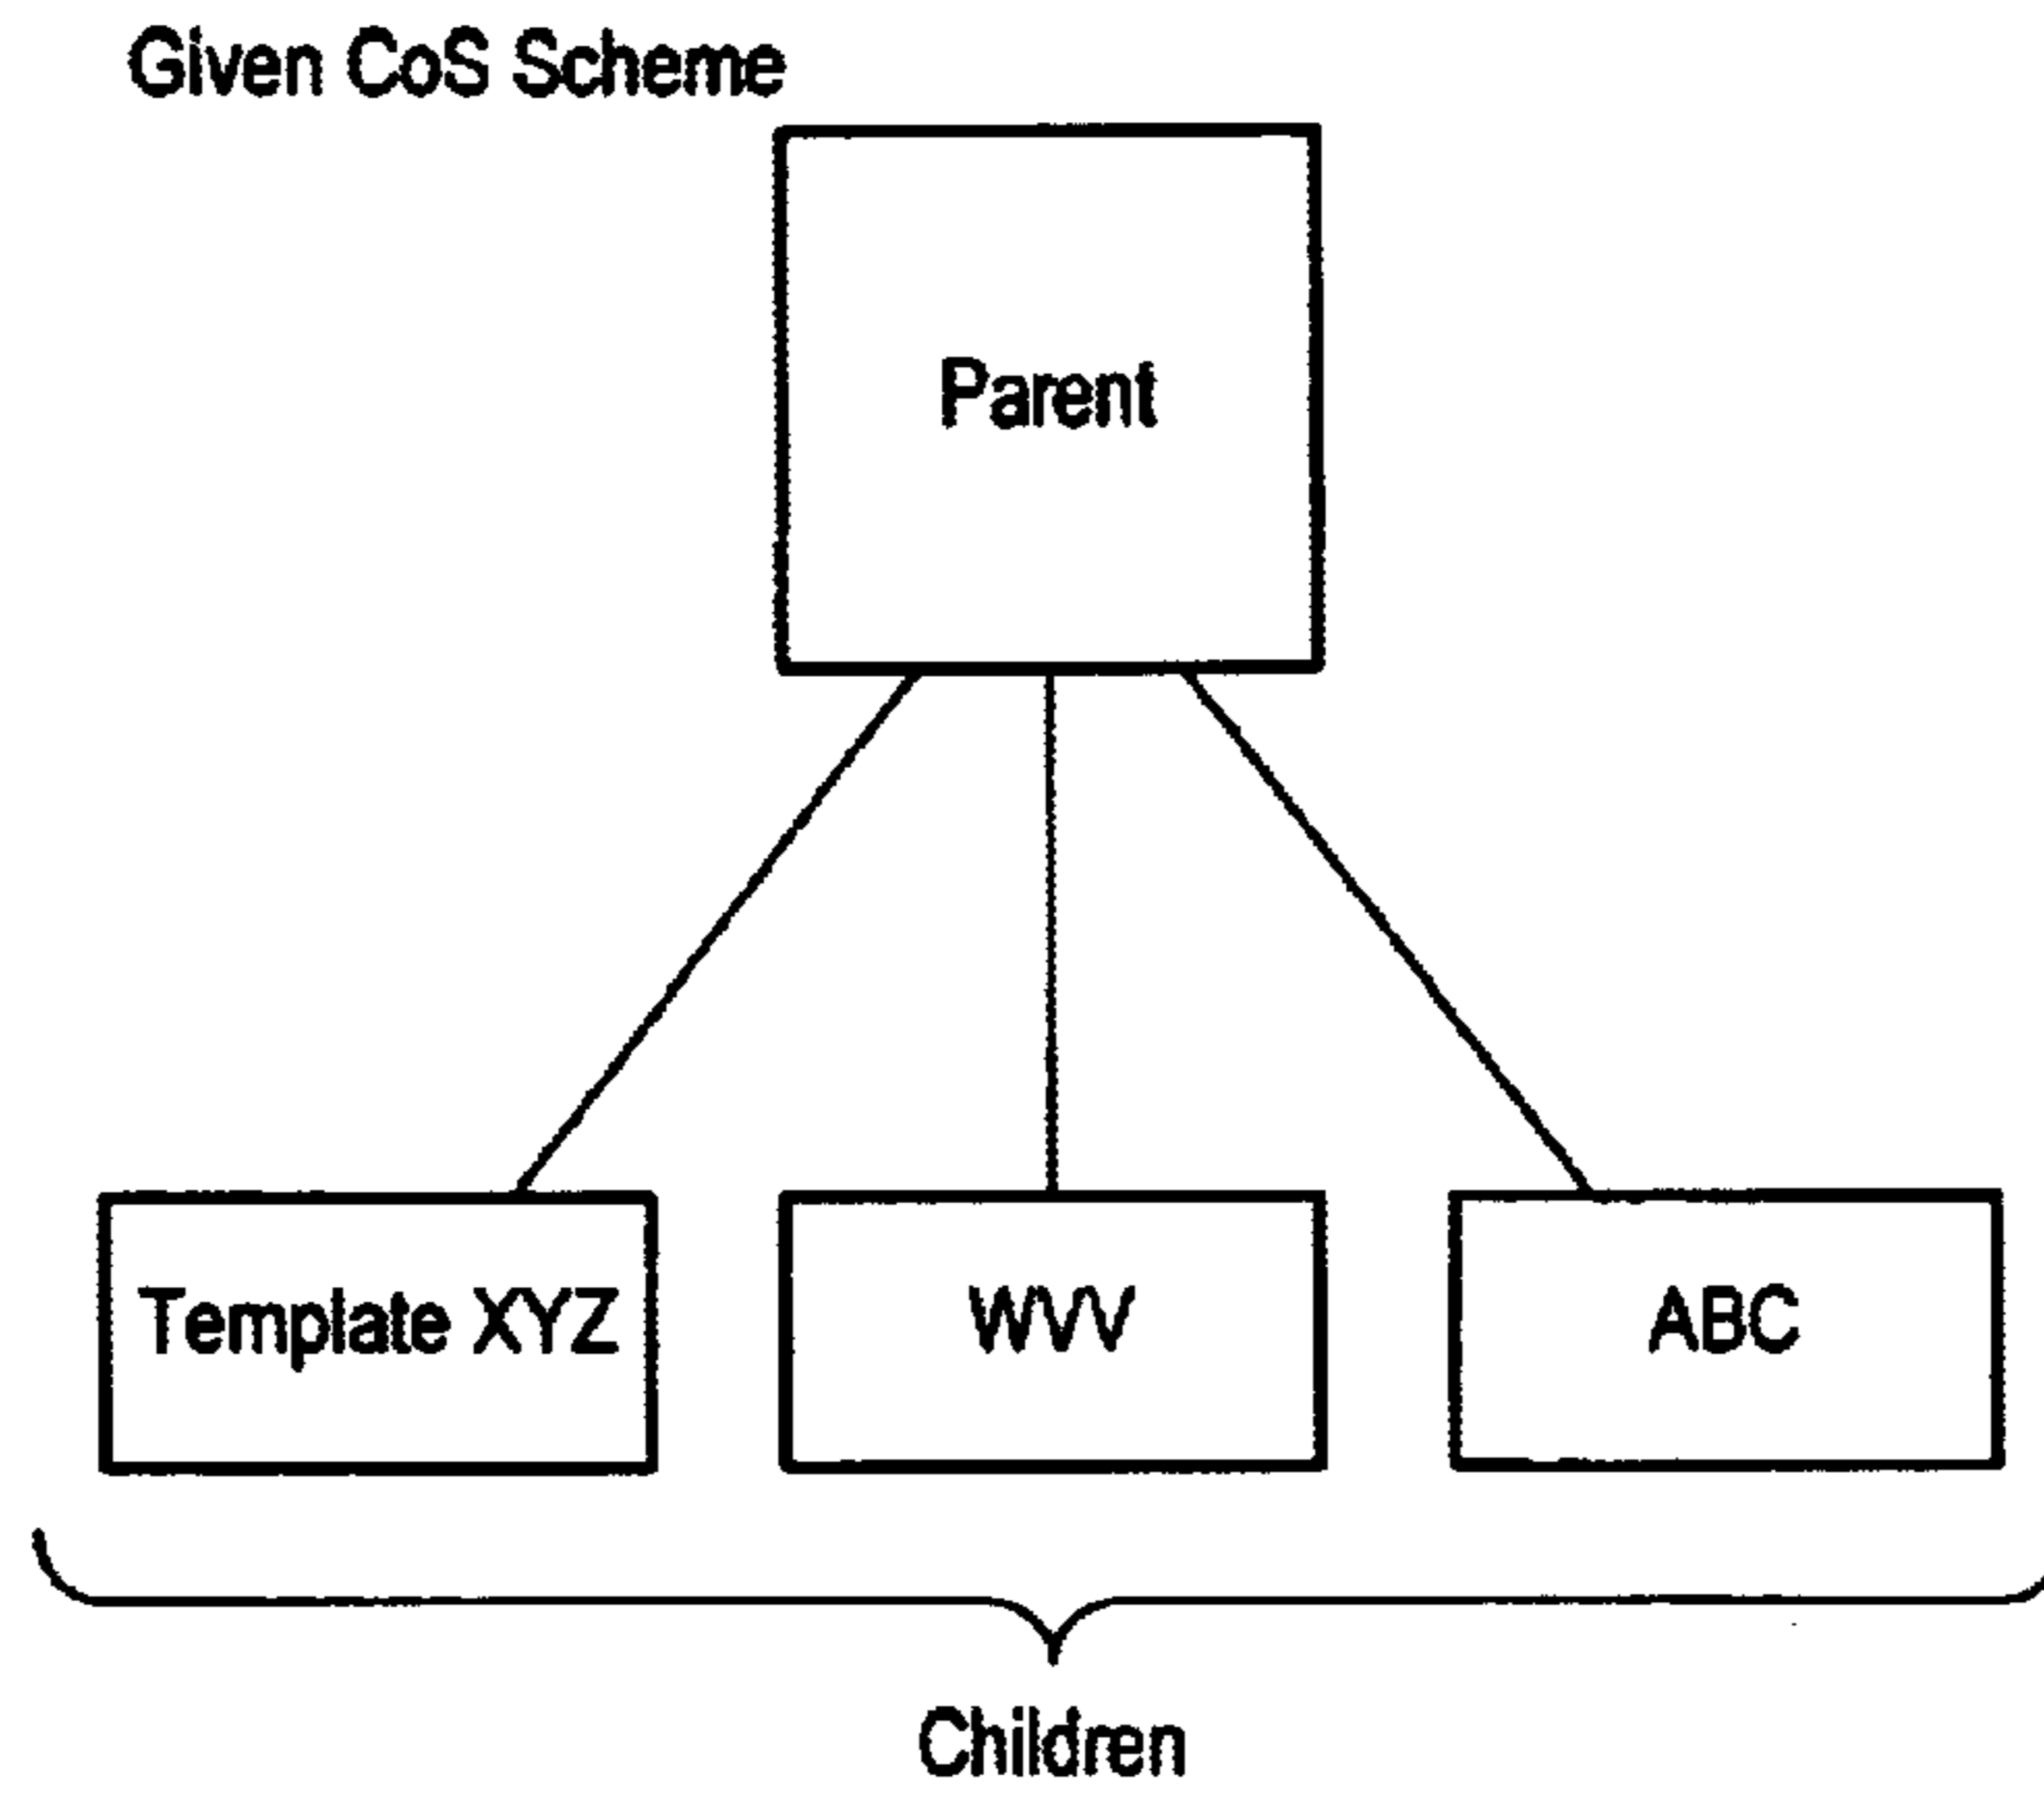 Given CoS Scheme
Parent
Template XYZ
WVV
ABC
Children